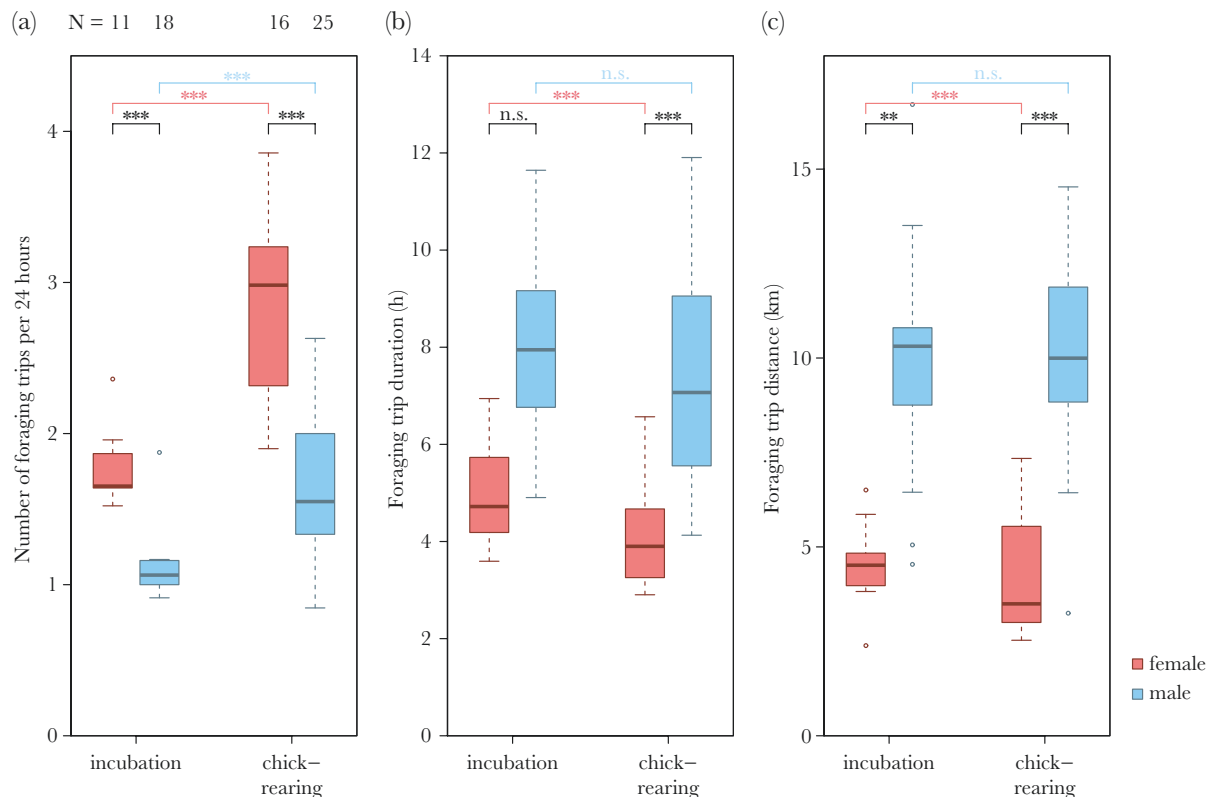 (a) N = 11 18 16 25 (b) (c)
Number of foraging trips per 24 hours
4
3
2
1
0
***
***
*** ***
incubation chick–
rearing
Foraging trip duration (h)
14
12
10
8
6
4
2
0
n.s.
***
n.s. ***
incubation chick–
rearing
Foraging trip distance (km)
15
10
5
0
n.s.
***
** ***
incubation chick–
rearing
female
male